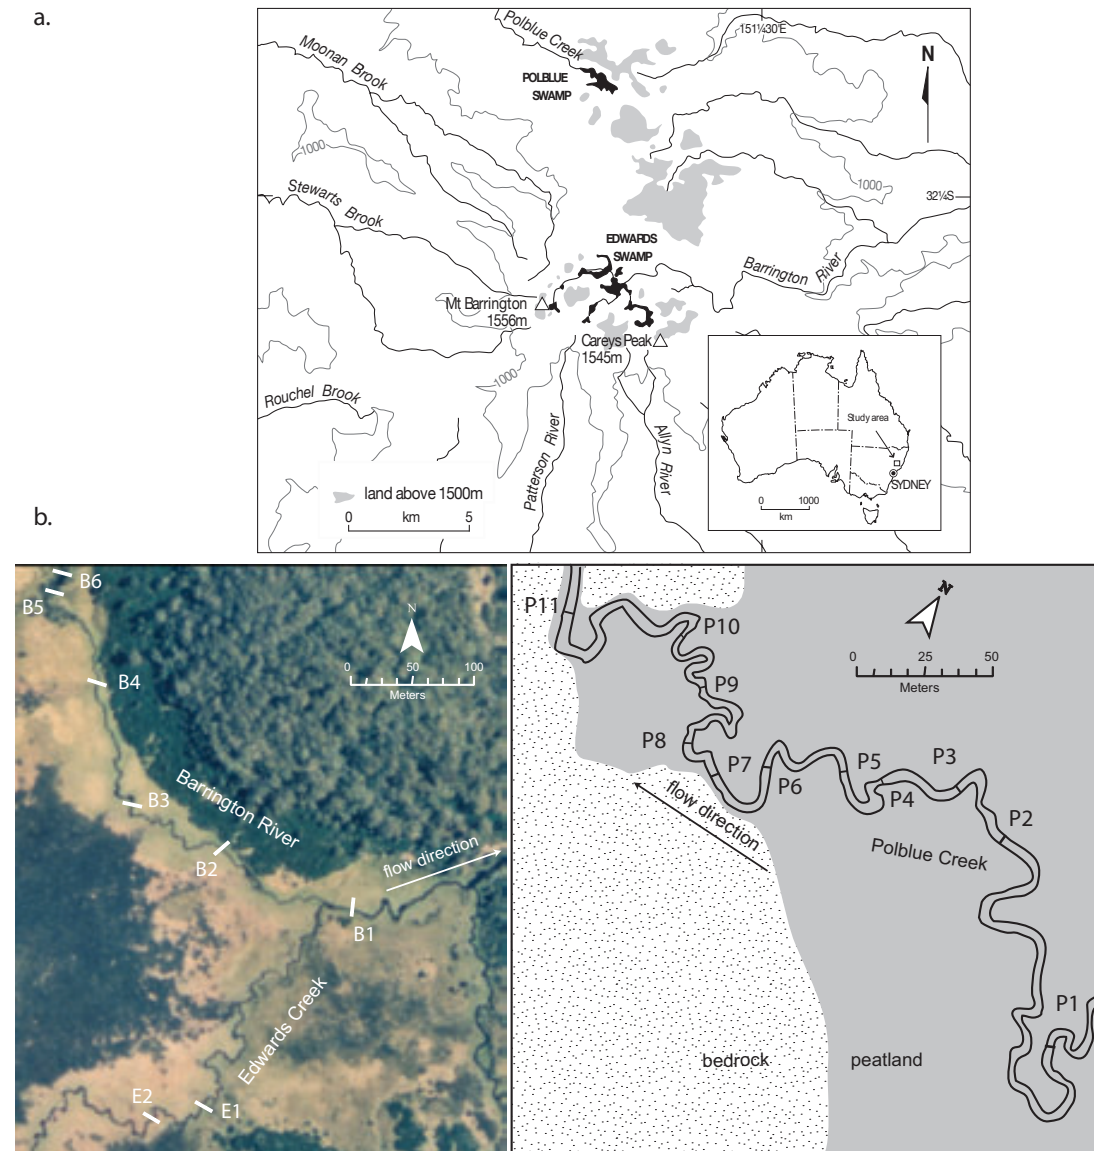 a.
Polblue Creek
151¼30'E
Moonan Brook
N
POLBLUE
SWAMP
1000
1000
32¼S
Stewarts Brook
EDWARDS
SWAMP
Barrington River
Mt Barrington
1556m
Careys Peak
1545m
1000
Rouchel Brook
Patterson River
Allyn River
Study area
SYDNEY
0 1000
km
land above 1500m
0 km 5
b.
B6
B5
N
0 50 100
Meters
B4
Barrington River
B3
B2
flow direction
B1
Edwards Creek
E2
E1
P11
P10
N
0 25 50
Meters
P9
P8
P7
P6
P5
P4
P3
P2
flow direction
Polblue Creek
P1
bedrock
peatland